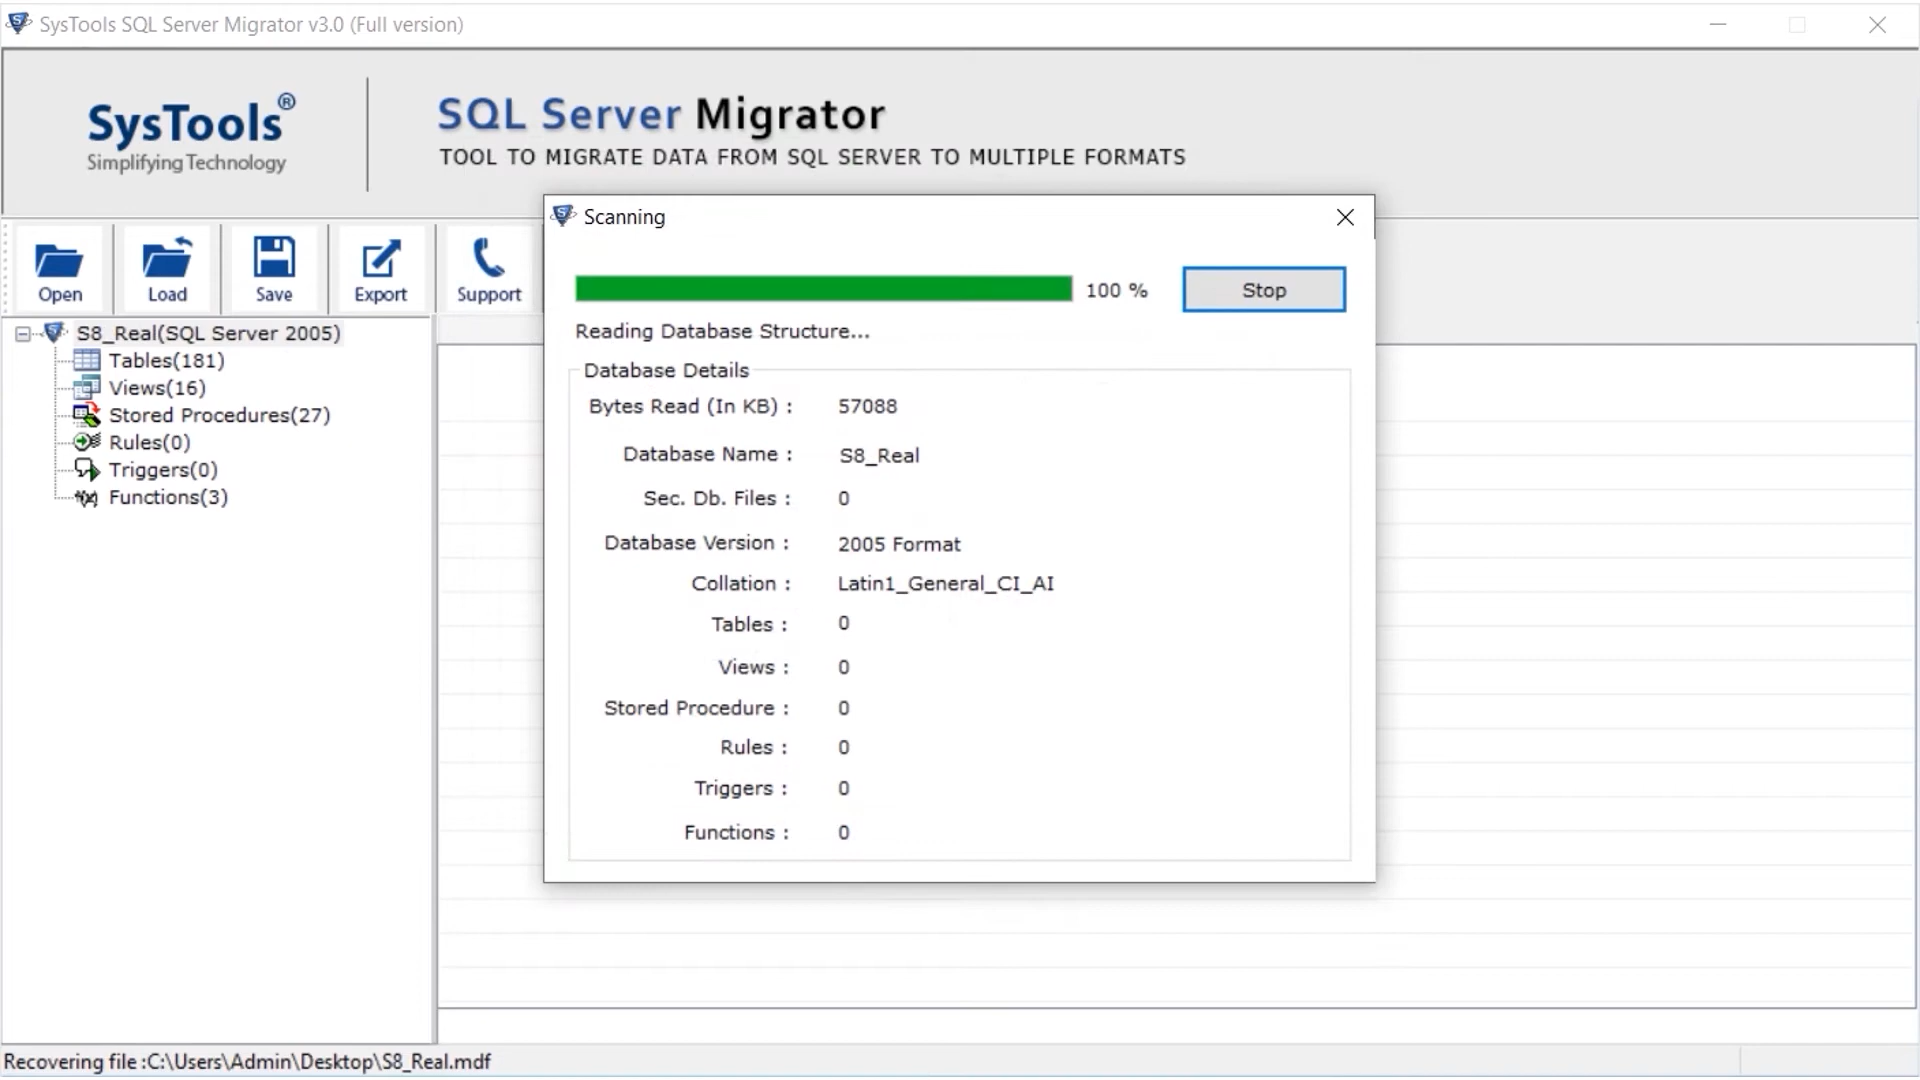 SysTools SQL Server Migrator v3.0 (Full version)
SysTools®
Simplifying Technology
SQL Server Migrator
TOOL TO MIGRATE DATA FROM SQL SERVER TO MULTIPLE FORMATS
Open
Load
Save
Export
Support
S8_Real(SQL Server 2005)
Tables(181)
Views(16)
Stored Procedures(27)
Rules(0)
Triggers(0)
Functions(3)
Scanning
100 %
Stop
Reading Database Structure...
Database Details
Bytes Read (In KB) : 57088
Database Name : S8_Real
Sec. Db. Files : 0
Database Version : 2005 Format
Collation : Latin1_General_CI_AI
Tables : 0
Views : 0
Stored Procedure : 0
Rules : 0
Triggers : 0
Functions : 0
Recovering file :C:\Users\Admin\Desktop\S8_Real.mdf